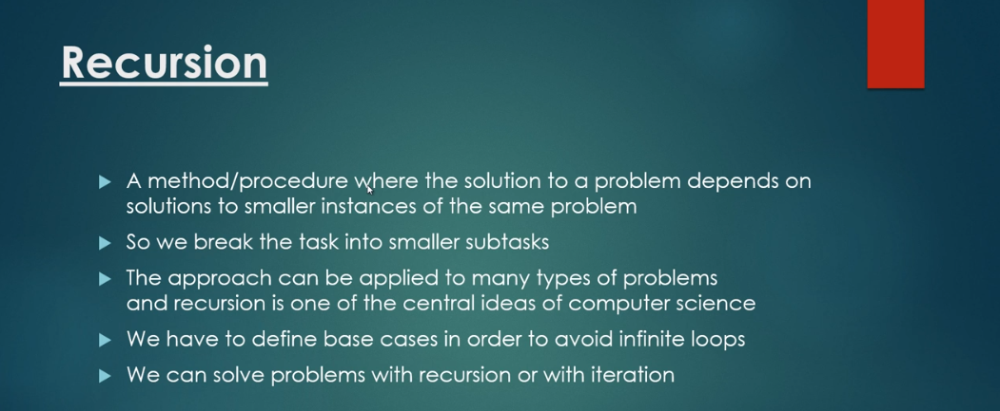 Recursion
A method/procedure where the solution to a problem depends on
solutions to smaller instances of the same problem
So we break the task into smaller subtasks
The approach can be applied to many types of problems
and recursion is one of the central ideas of computer science
We have to define base cases in order to avoid infinite loops
We can solve problems with recursion or with iteration